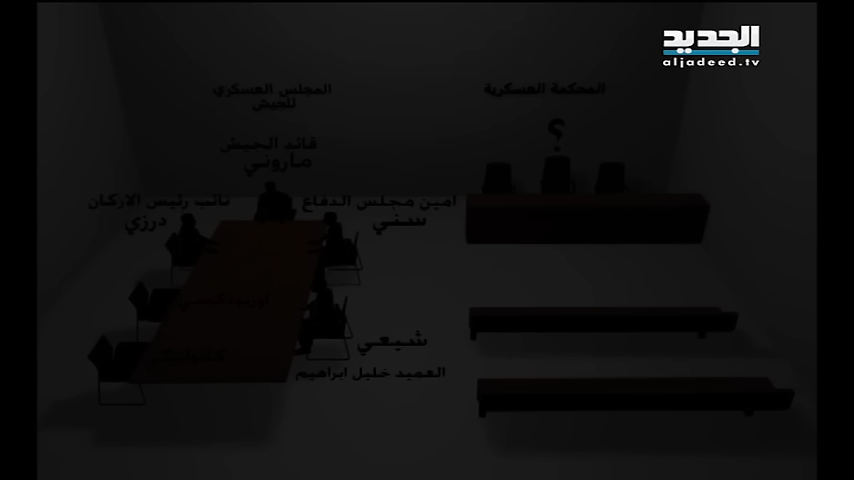 الجديد
aljadeed.tv
المحكمة العسكرية
؟
المجلس العسكري
للجيش
قائد الجيش
ماروني
امين مجلس الدفاع
سني
نائب رئيس الاركان
درزي
شيعي
العميد خليل ابراهيم